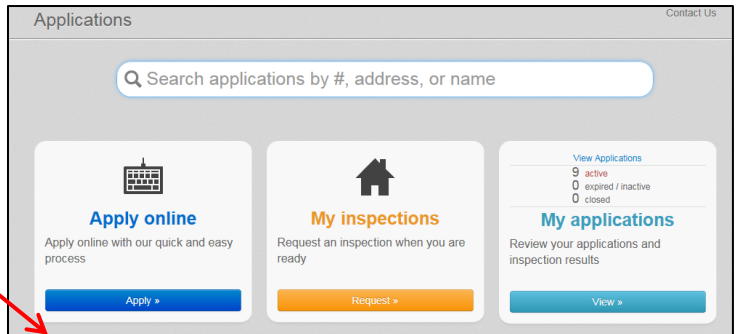 Applications
Contact Us
Search applications by #, address, or name
Apply online
Apply online with our quick and easy
process
Apply »
My inspections
Request an inspection when you are
ready
Request »
View Applications
9 active
0 expired / inactive
0 closed
My applications
Review your applications and
inspection results
View »